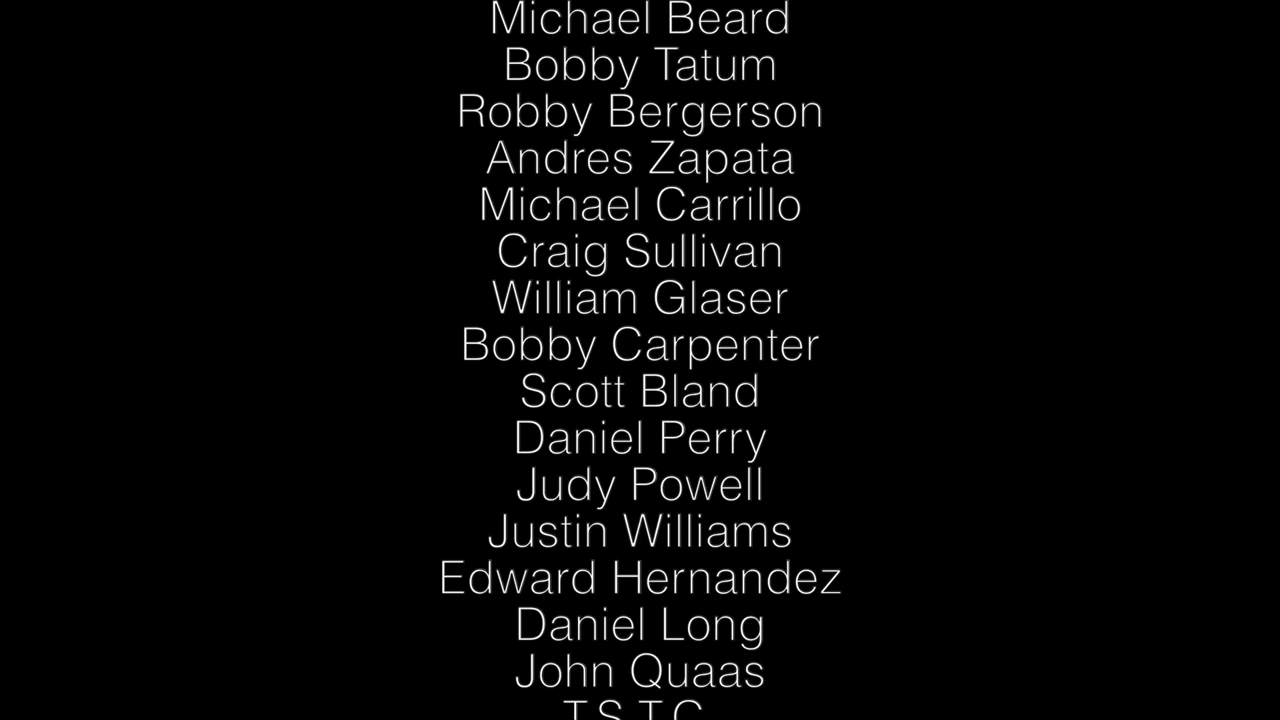 Michael Beard
Bobby Tatum
Robby Bergerson
Andres Zapata
Michael Carrillo
Craig Sullivan
William Glaser
Bobby Carpenter
Scott Bland
Daniel Perry
Judy Powell
Justin Williams
Edward Hernandez
Daniel Long
John Quaas